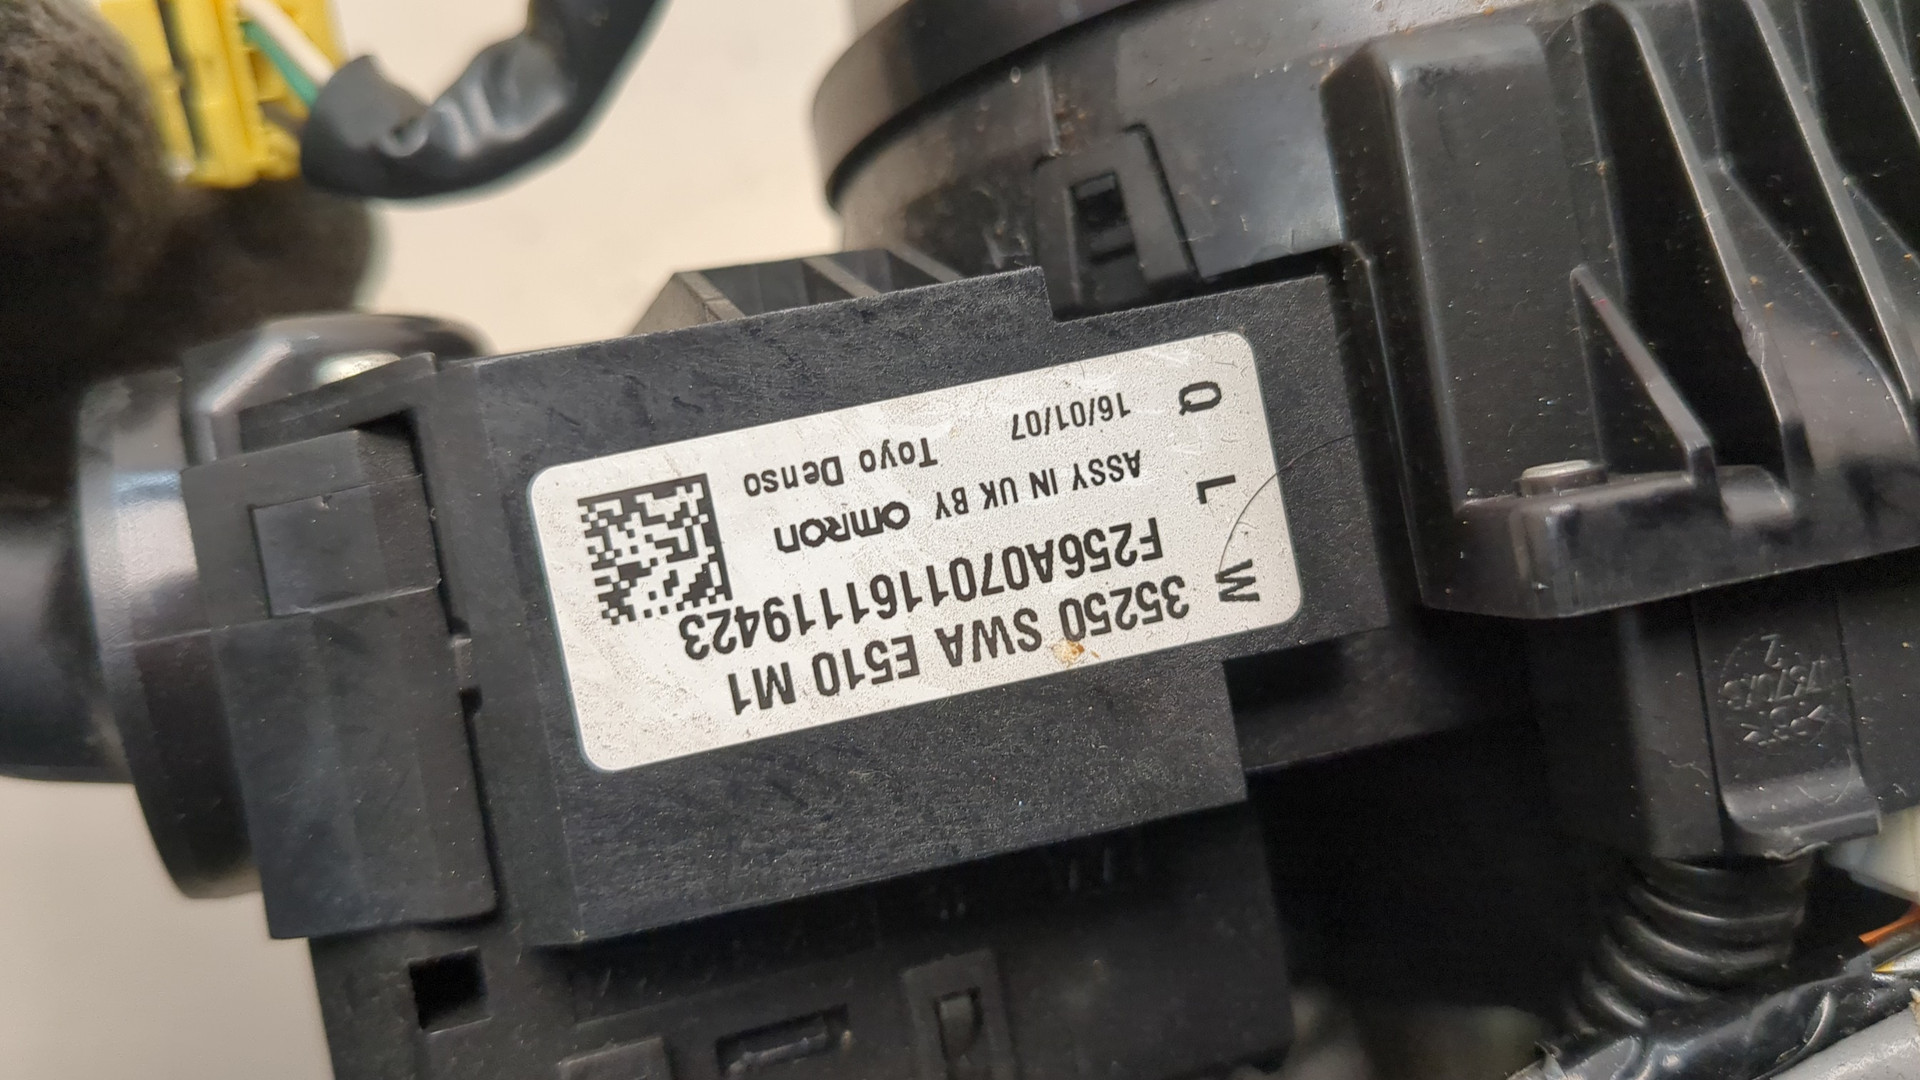 35250 SWA E510 M1
F256A0701161119423
ASSY IN UK BY OMRON
16/01/07 Toyo Denso
W L Q